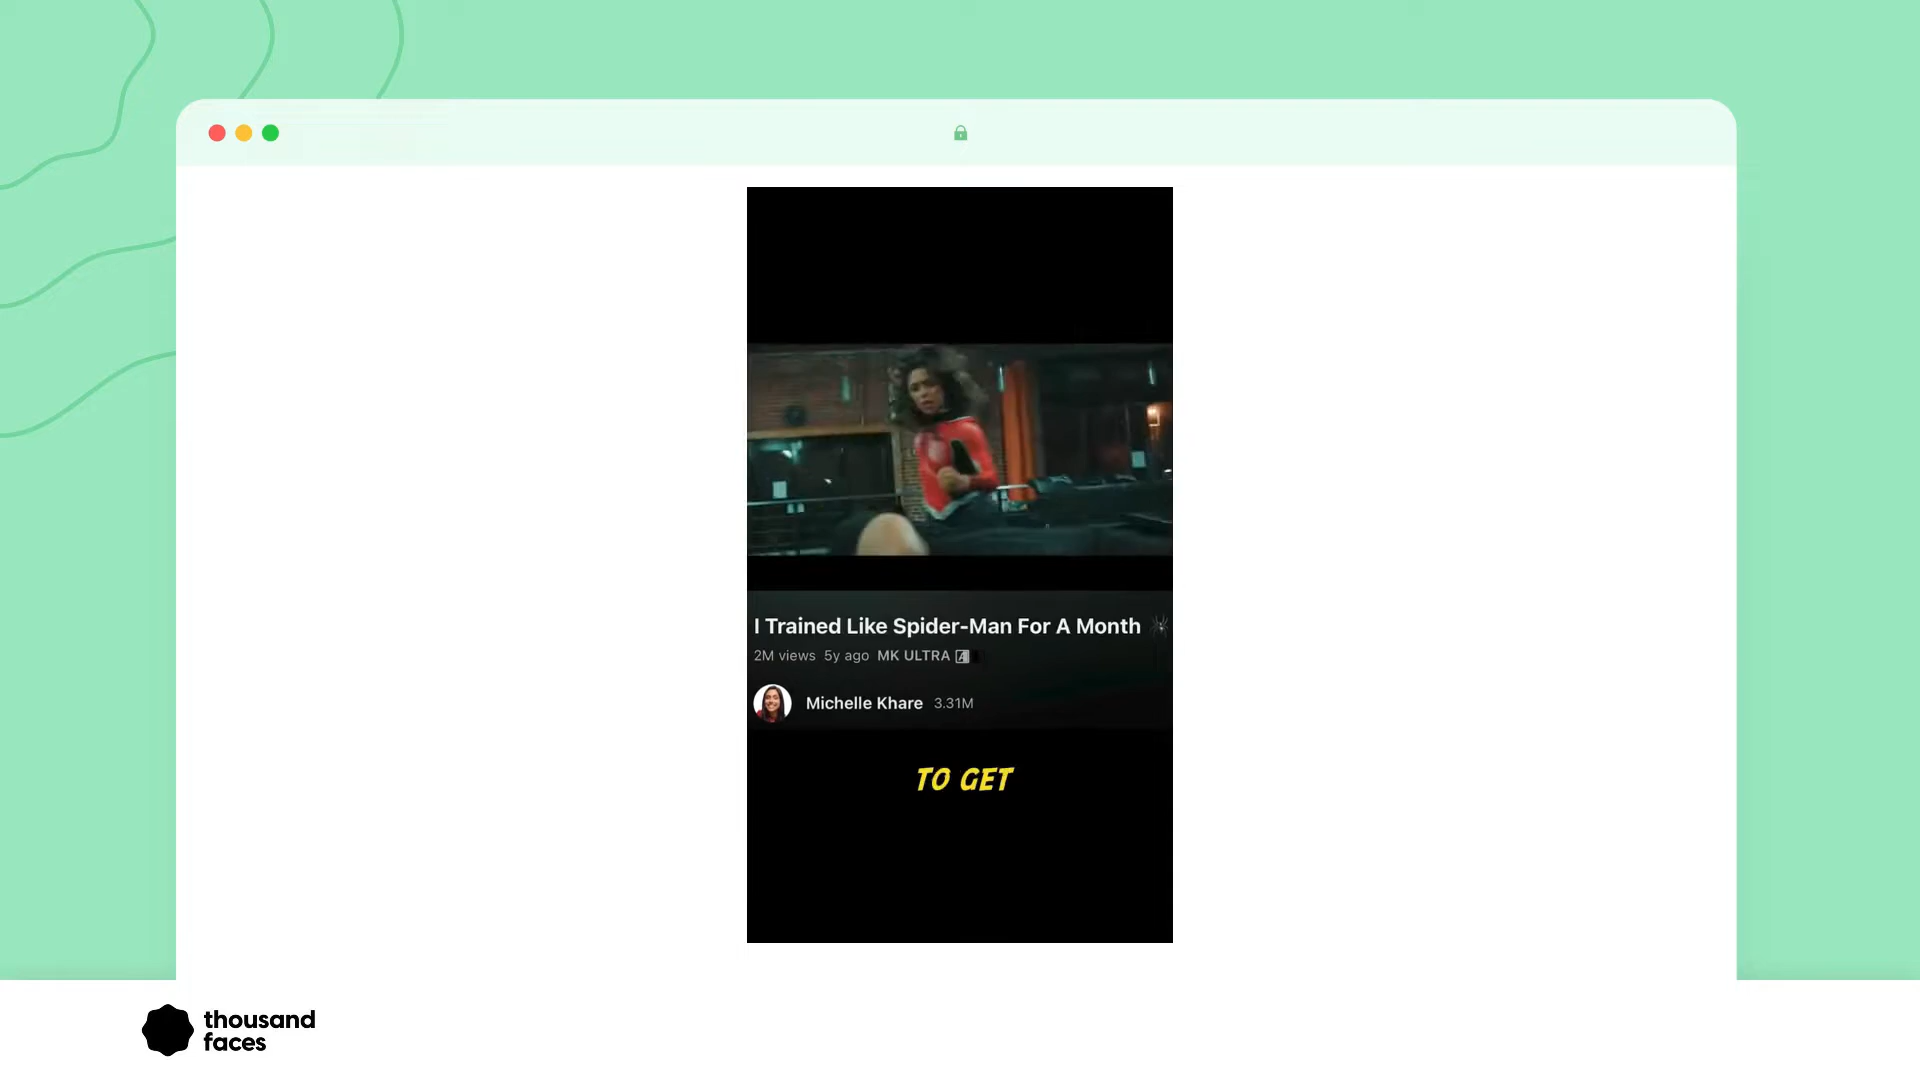 I Trained Like Spider-Man For A Month
2M views 5y ago MK ULTRA
Michelle Khare 3.31M
TO GET
thousand
faces